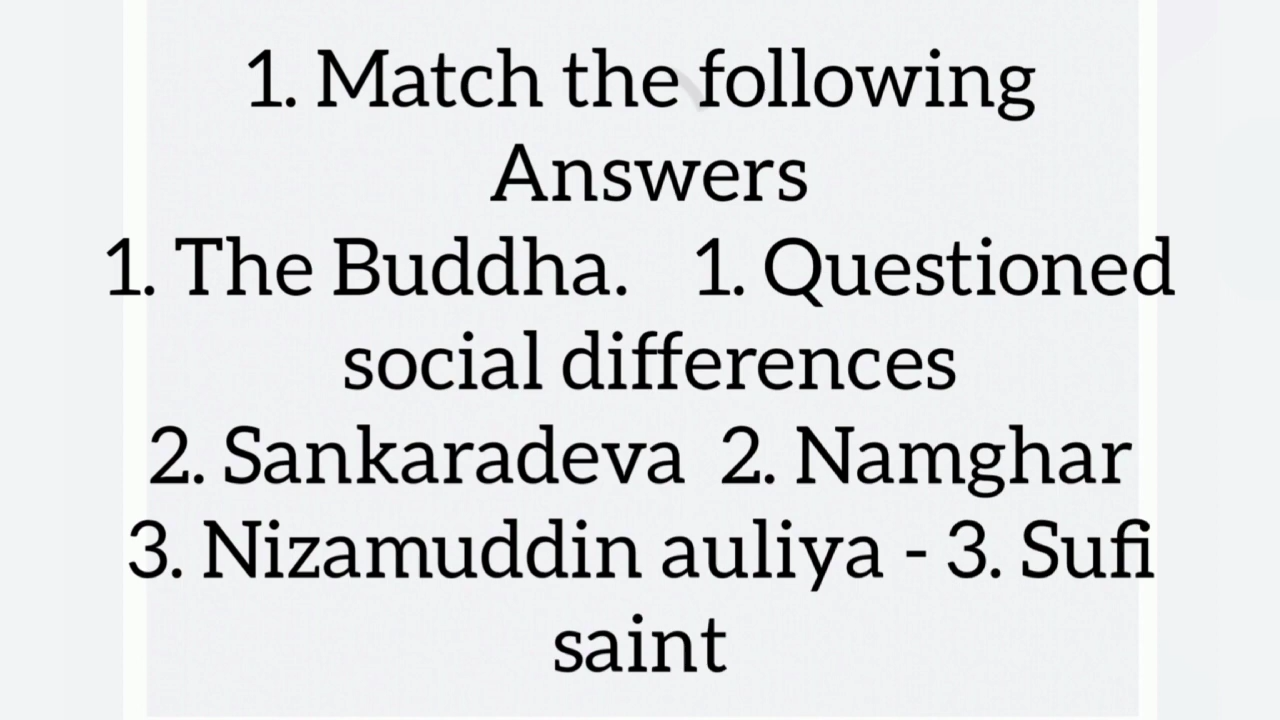 1. Match the following
Answers
1. The Buddha.    1. Questioned
social differences
2. Sankaradeva  2. Namghar
3. Nizamuddin auliya - 3. Sufi
saint